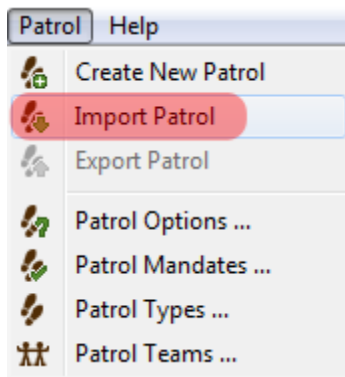 Patrol Help
Create New Patrol
Import Patrol
Export Patrol
Patrol Options ...
Patrol Mandates ...
Patrol Types ...
Patrol Teams ...